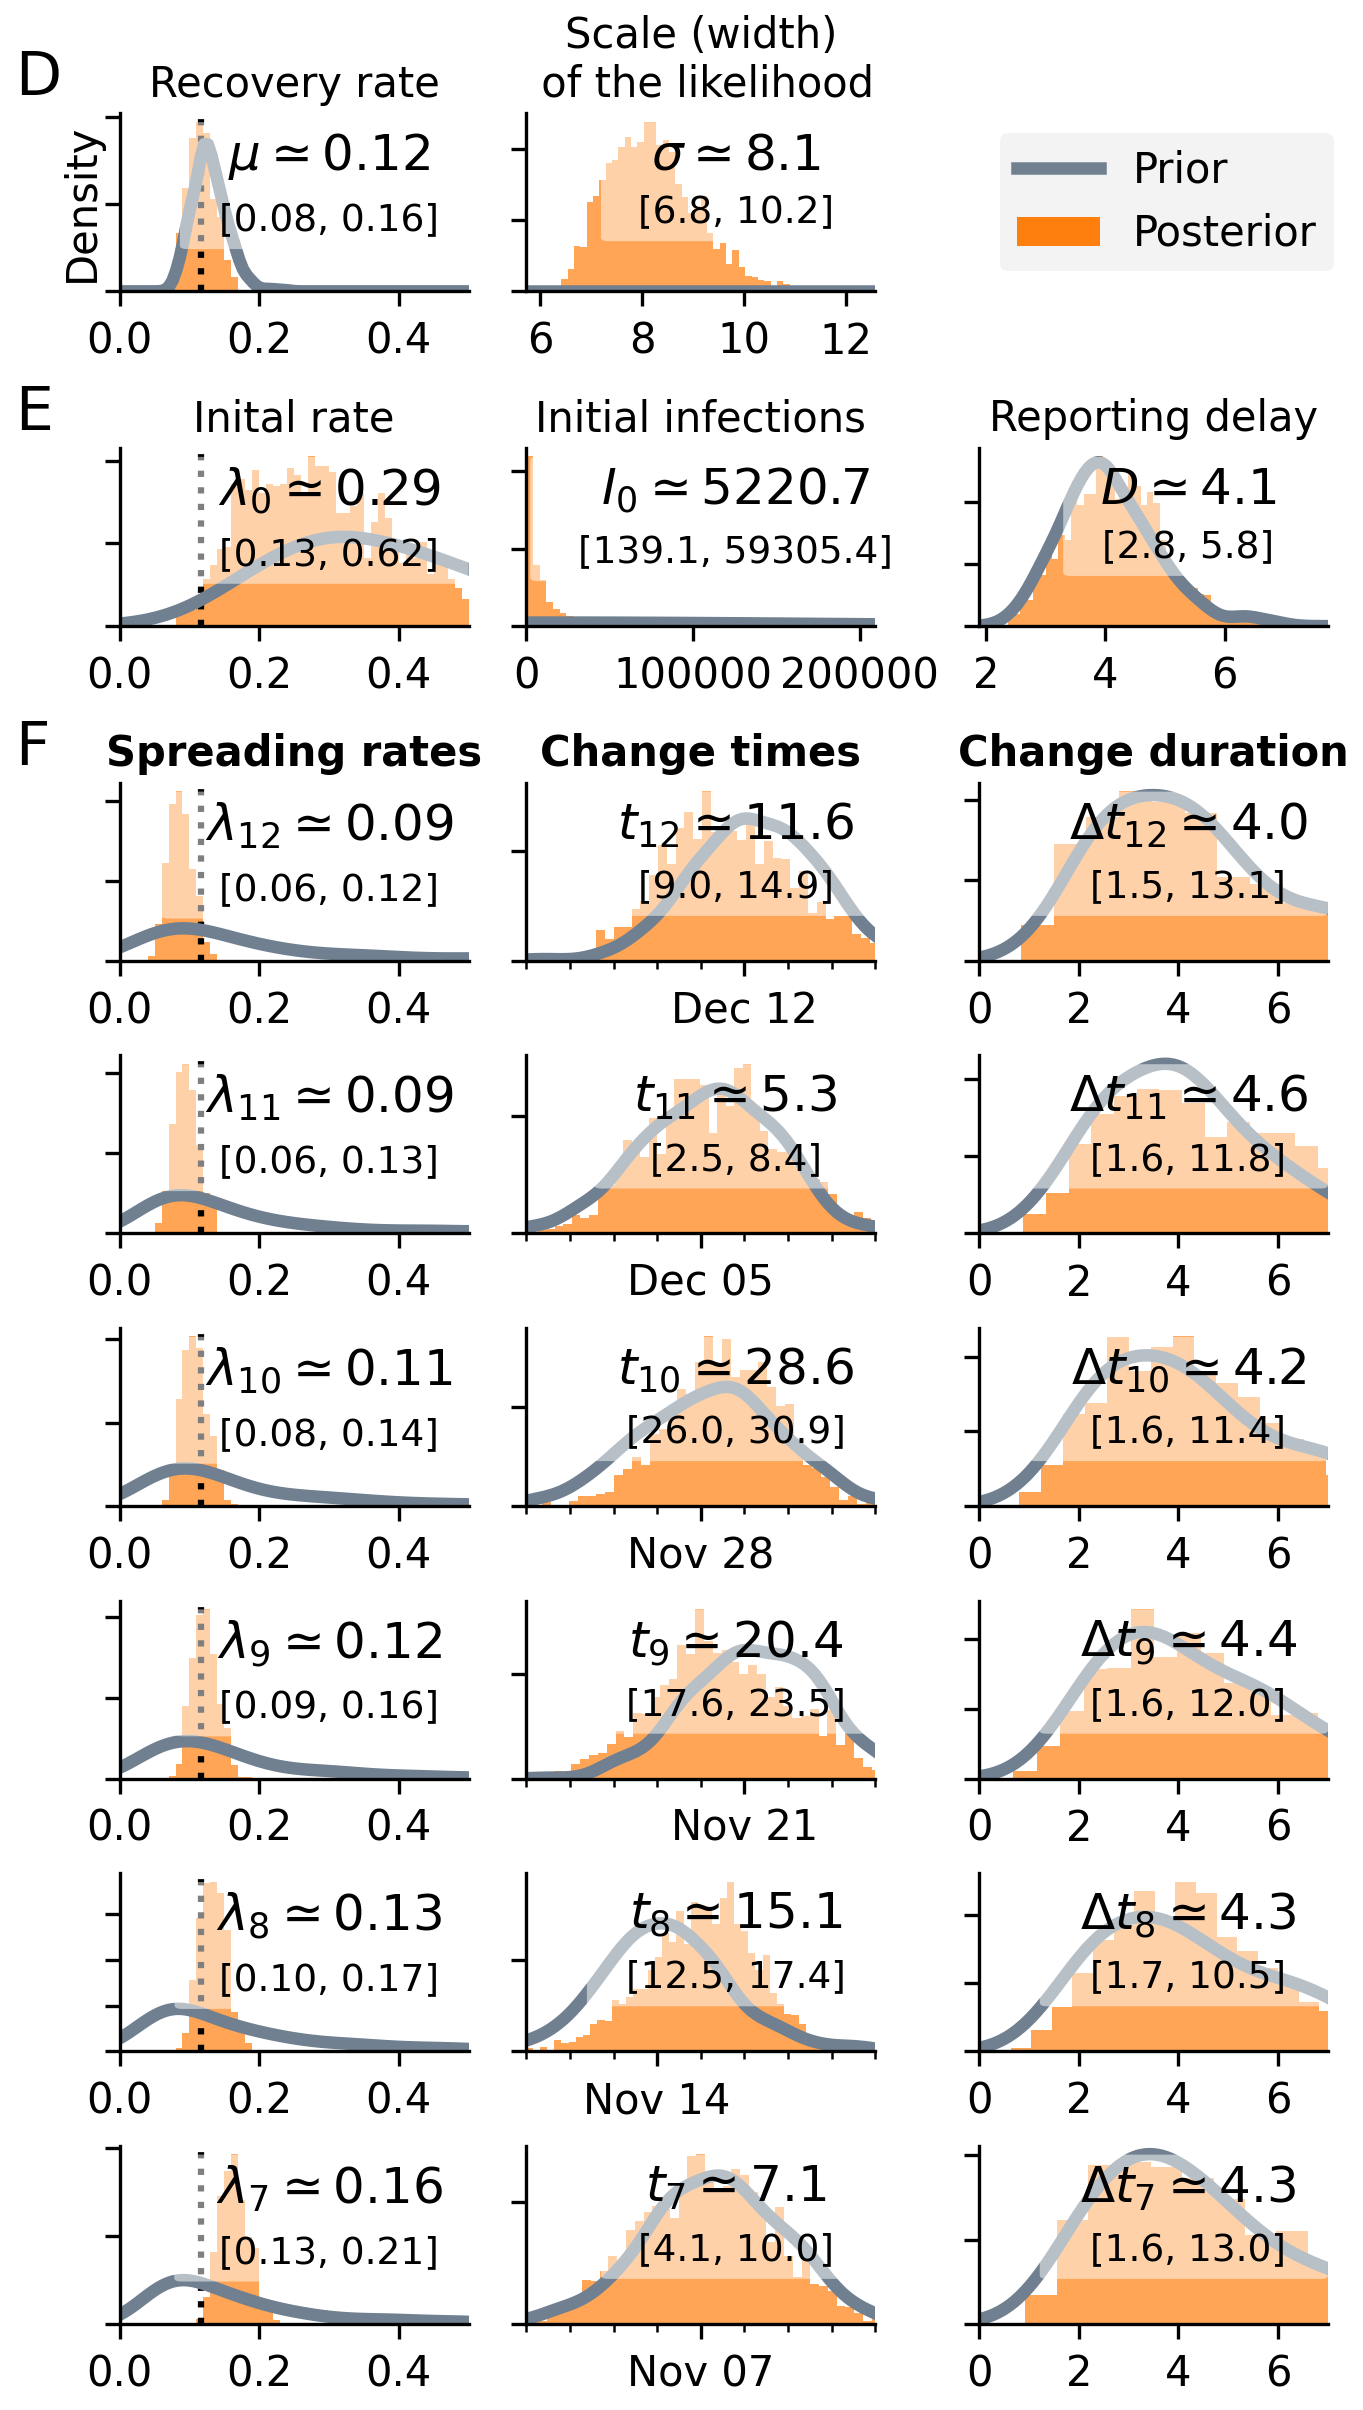 D
Recovery rate
Scale (width)
of the likelihood
Density
μ ≃ 0.12
[0.08, 0.16]
σ ≃ 8.1
[6.8, 10.2]
Prior
Posterior
0.0 0.2 0.4
6 8 10 12
E
Inital rate
Initial infections
Reporting delay
λ0 ≃ 0.29
[0.13, 0.62]
I0 ≃ 5220.7
[139.1, 59305.4]
D ≃ 4.1
[2.8, 5.8]
0.0 0.2 0.4
0 100000 200000
2 4 6
F
Spreading rates
Change times
Change duration
λ12 ≃ 0.09
[0.06, 0.12]
t12 ≃ 11.6
[9.0, 14.9]
Δt12 ≃ 4.0
[1.5, 13.1]
0.0 0.2 0.4
Dec 12
0 2 4 6
λ11 ≃ 0.09
[0.06, 0.13]
t11 ≃ 5.3
[2.5, 8.4]
Δt11 ≃ 4.6
[1.6, 11.8]
0.0 0.2 0.4
Dec 05
0 2 4 6
λ10 ≃ 0.11
[0.08, 0.14]
t10 ≃ 28.6
[26.0, 30.9]
Δt10 ≃ 4.2
[1.6, 11.4]
0.0 0.2 0.4
Nov 28
0 2 4 6
λ9 ≃ 0.12
[0.09, 0.16]
t9 ≃ 20.4
[17.6, 23.5]
Δt9 ≃ 4.4
[1.6, 12.0]
0.0 0.2 0.4
Nov 21
0 2 4 6
λ8 ≃ 0.13
[0.10, 0.17]
t8 ≃ 15.1
[12.5, 17.4]
Δt8 ≃ 4.3
[1.7, 10.5]
0.0 0.2 0.4
Nov 14
0 2 4 6
λ7 ≃ 0.16
[0.13, 0.21]
t7 ≃ 7.1
[4.1, 10.0]
Δt7 ≃ 4.3
[1.6, 13.0]
0.0 0.2 0.4
Nov 07
0 2 4 6